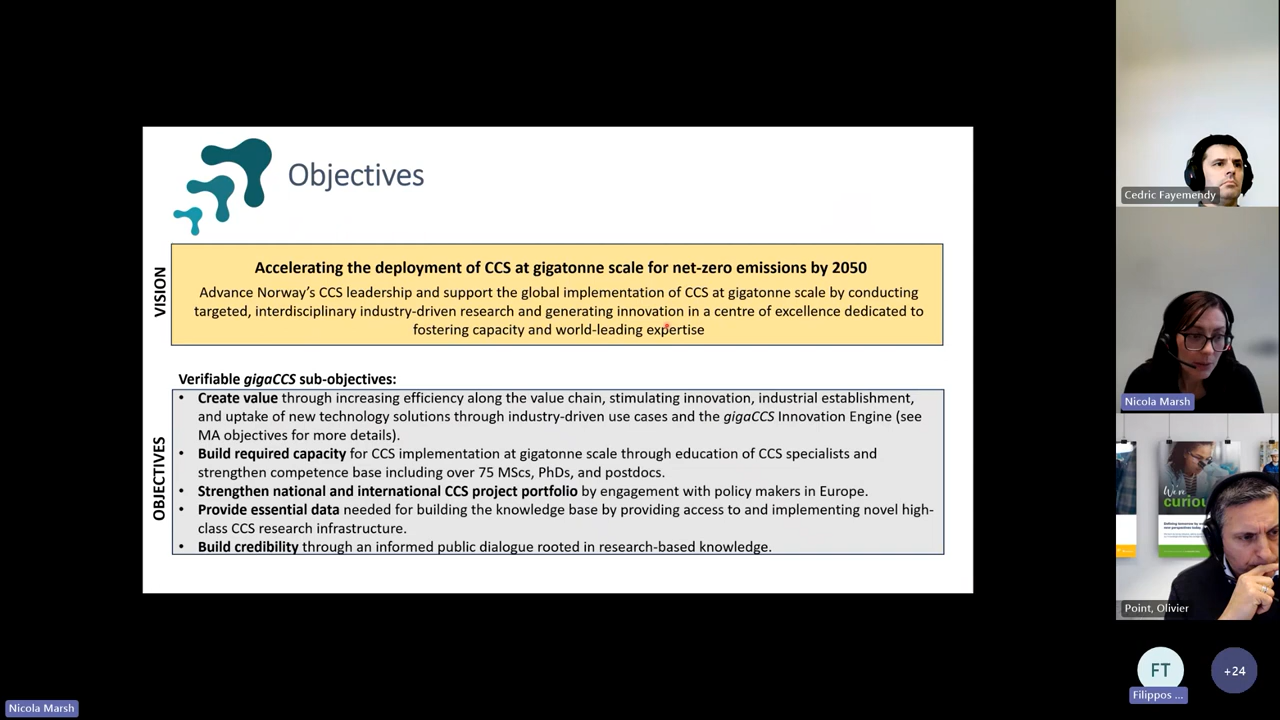 Objectives
VISION
Accelerating the deployment of CCS at gigatonne scale for net-zero emissions by 2050
Advance Norway's CCS leadership and support the global implementation of CCS at gigatonne scale by conducting
targeted, interdisciplinary industry-driven research and generating innovation in a centre of excellence dedicated to
fostering capacity and world-leading expertise
Verifiable gigaCCS sub-objectives:
OBJECTIVES
• Create value through increasing efficiency along the value chain, stimulating innovation, industrial establishment,
and uptake of new technology solutions through industry-driven use cases and the gigaCCS Innovation Engine (see
MA objectives for more details).
• Build required capacity for CCS implementation at gigatonne scale through education of CCS specialists and
strengthen competence base including over 75 MScs, PhDs, and postdocs.
• Strengthen national and international CCS project portfolio by engagement with policy makers in Europe.
• Provide essential data needed for building the knowledge base by providing access to and implementing novel high-
class CCS research infrastructure.
• Build credibility through an informed public dialogue rooted in research-based knowledge.
Cedric Fayemendy
Nicola Marsh
We're
curiou
Point, Olivier
FT
Filippos ...
+24
Nicola Marsh